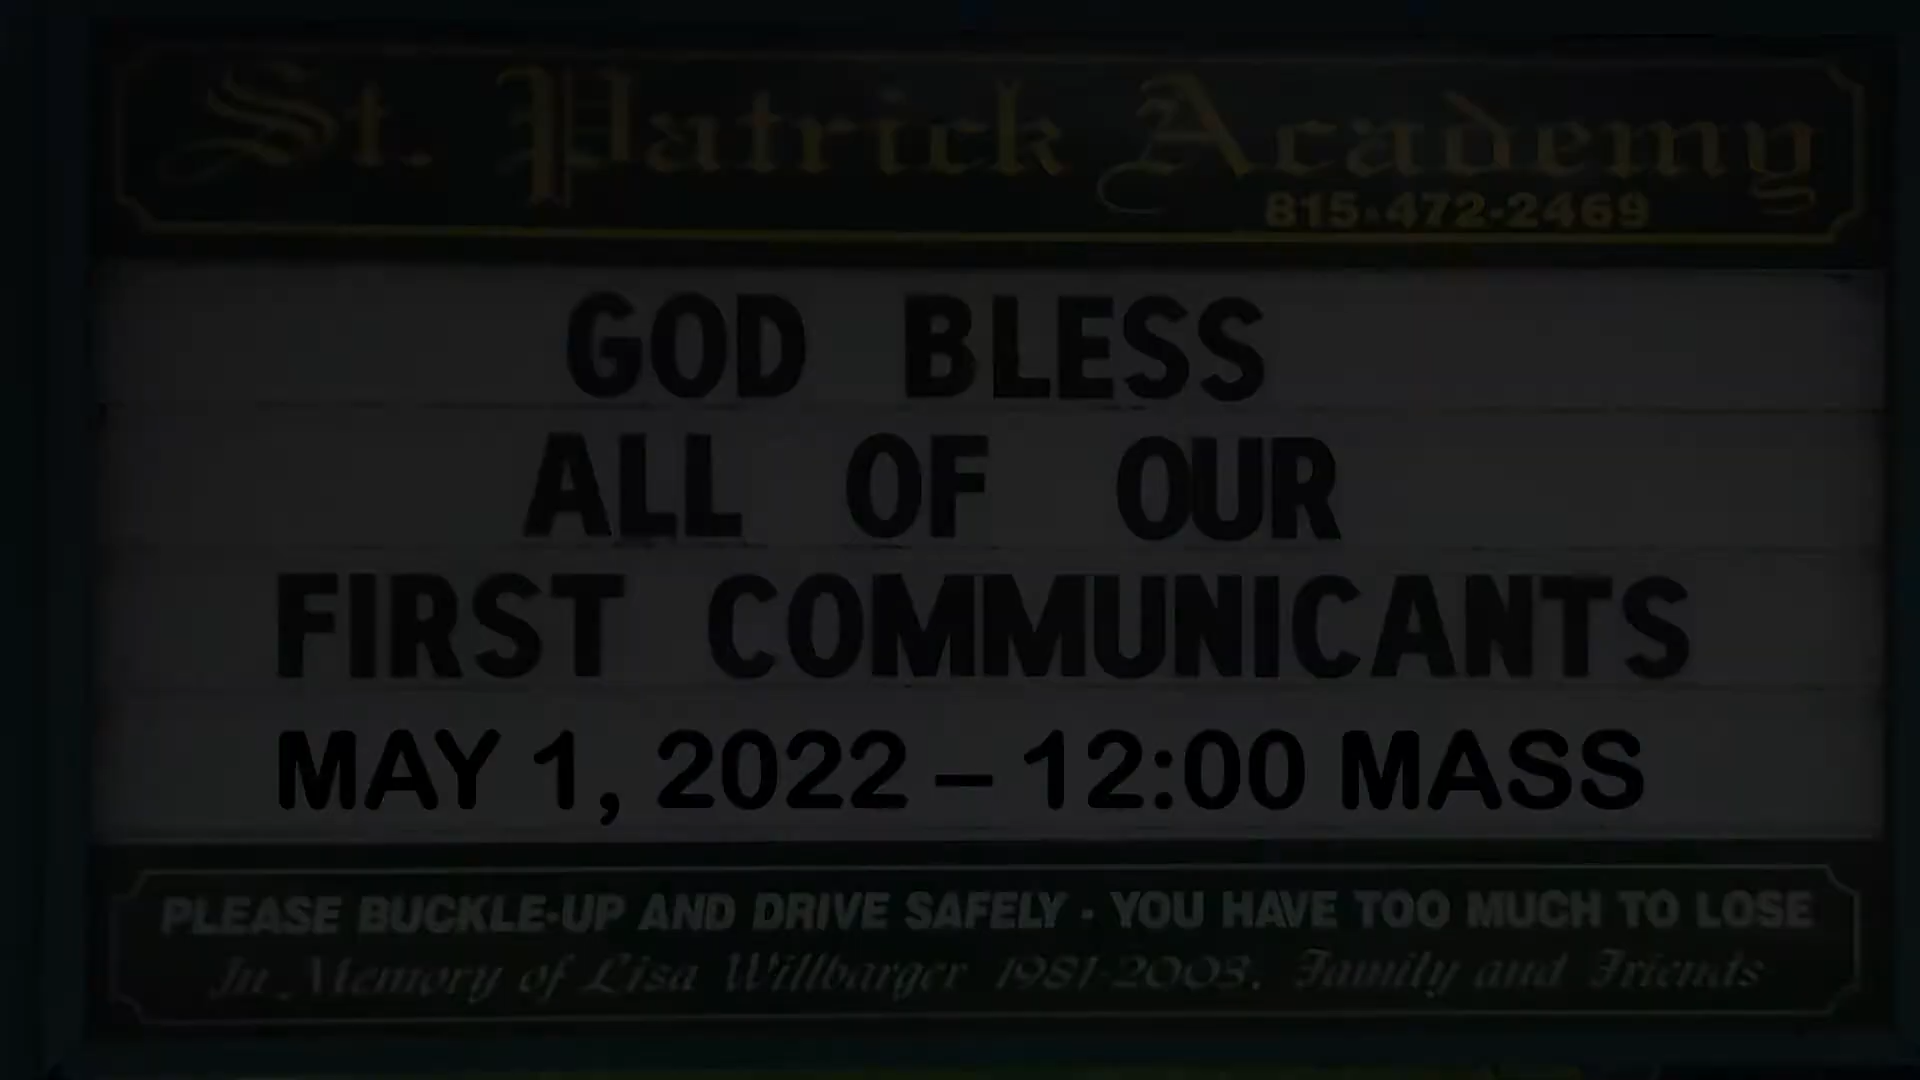 St. Patrick Academy
815-472-2469
GOD BLESS
ALL OF OUR
FIRST COMMUNICANTS
MAY 1, 2022 – 12:00 MASS
PLEASE BUCKLE-UP AND DRIVE SAFELY - YOU HAVE TOO MUCH TO LOSE
In Memory of Lisa Willbarger 1981-2003. Family and Friends